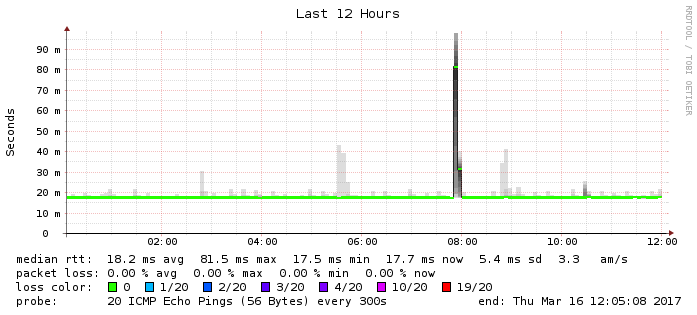 Last 12 Hours
RRDTOOL / TOBI OETIKER
Seconds
90 m
80 m
70 m
60 m
50 m
40 m
30 m
20 m
10 m
0
02:00 04:00 06:00 08:00 10:00 12:00
median rtt: 18.2 ms avg 81.5 ms max 17.5 ms min 17.7 ms now 5.4 ms sd 3.3 am/s
packet loss: 0.00 % avg 0.00 % max 0.00 % min 0.00 % now
loss color: 0 1/20 2/20 3/20 4/20 10/20 19/20
probe: 20 ICMP Echo Pings (56 Bytes) every 300s end: Thu Mar 16 12:05:08 2017